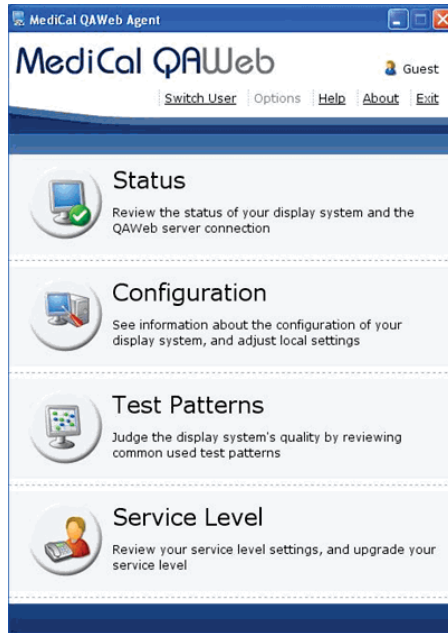 MediCal QAWeb Agent
MediCal QAWeb
Guest
Switch User Options Help About Exit
Status
Review the status of your display system and the
QAWeb server connection
Configuration
See information about the configuration of your
display system, and adjust local settings
Test Patterns
Judge the display system's quality by reviewing
common used test patterns
Service Level
Review your service level settings, and upgrade your
service level